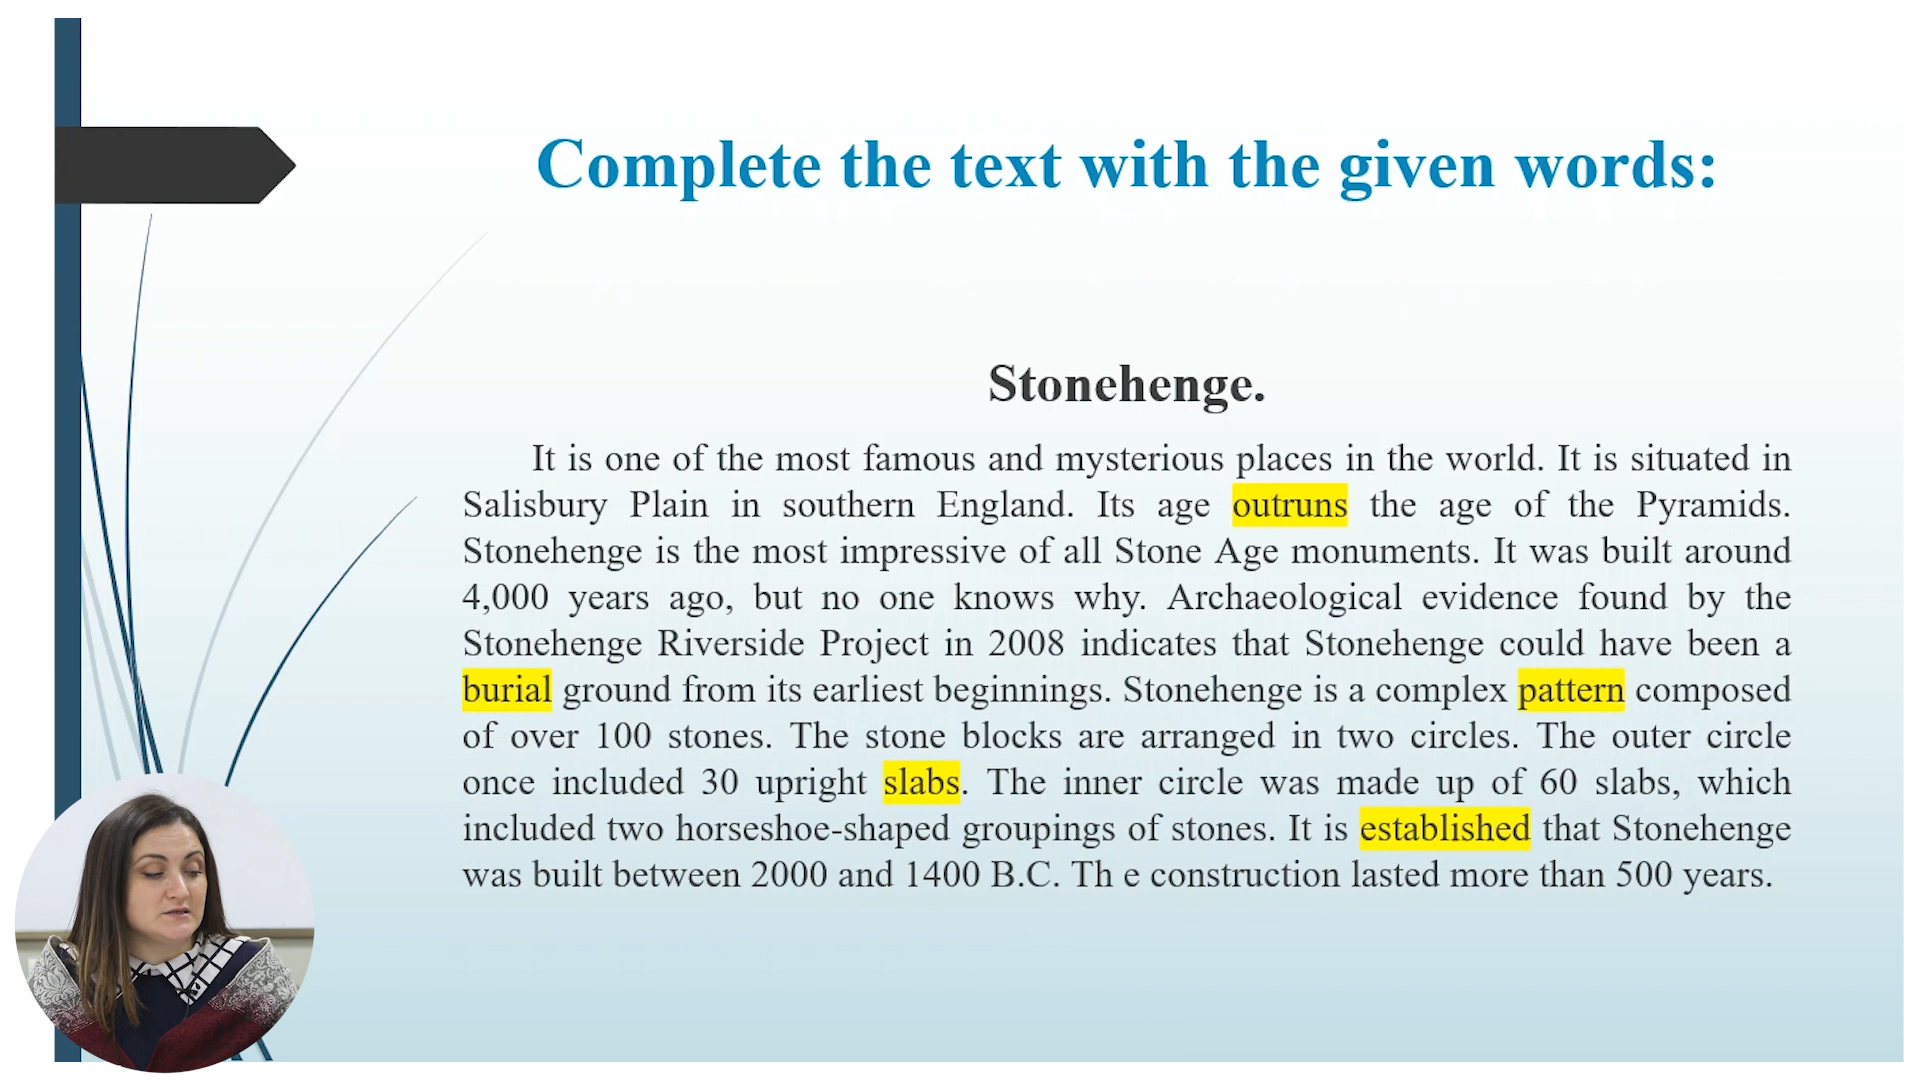 Complete the text with the given words:
Stonehenge.
It is one of the most famous and mysterious places in the world. It is situated in
Salisbury Plain in southern England. Its age outruns the age of the Pyramids.
Stonehenge is the most impressive of all Stone Age monuments. It was built around
4,000 years ago, but no one knows why. Archaeological evidence found by the
Stonehenge Riverside Project in 2008 indicates that Stonehenge could have been a
burial ground from its earliest beginnings. Stonehenge is a complex pattern composed
of over 100 stones. The stone blocks are arranged in two circles. The outer circle
once included 30 upright slabs. The inner circle was made up of 60 slabs, which
included two horseshoe-shaped groupings of stones. It is established that Stonehenge
was built between 2000 and 1400 B.C. Th e construction lasted more than 500 years.